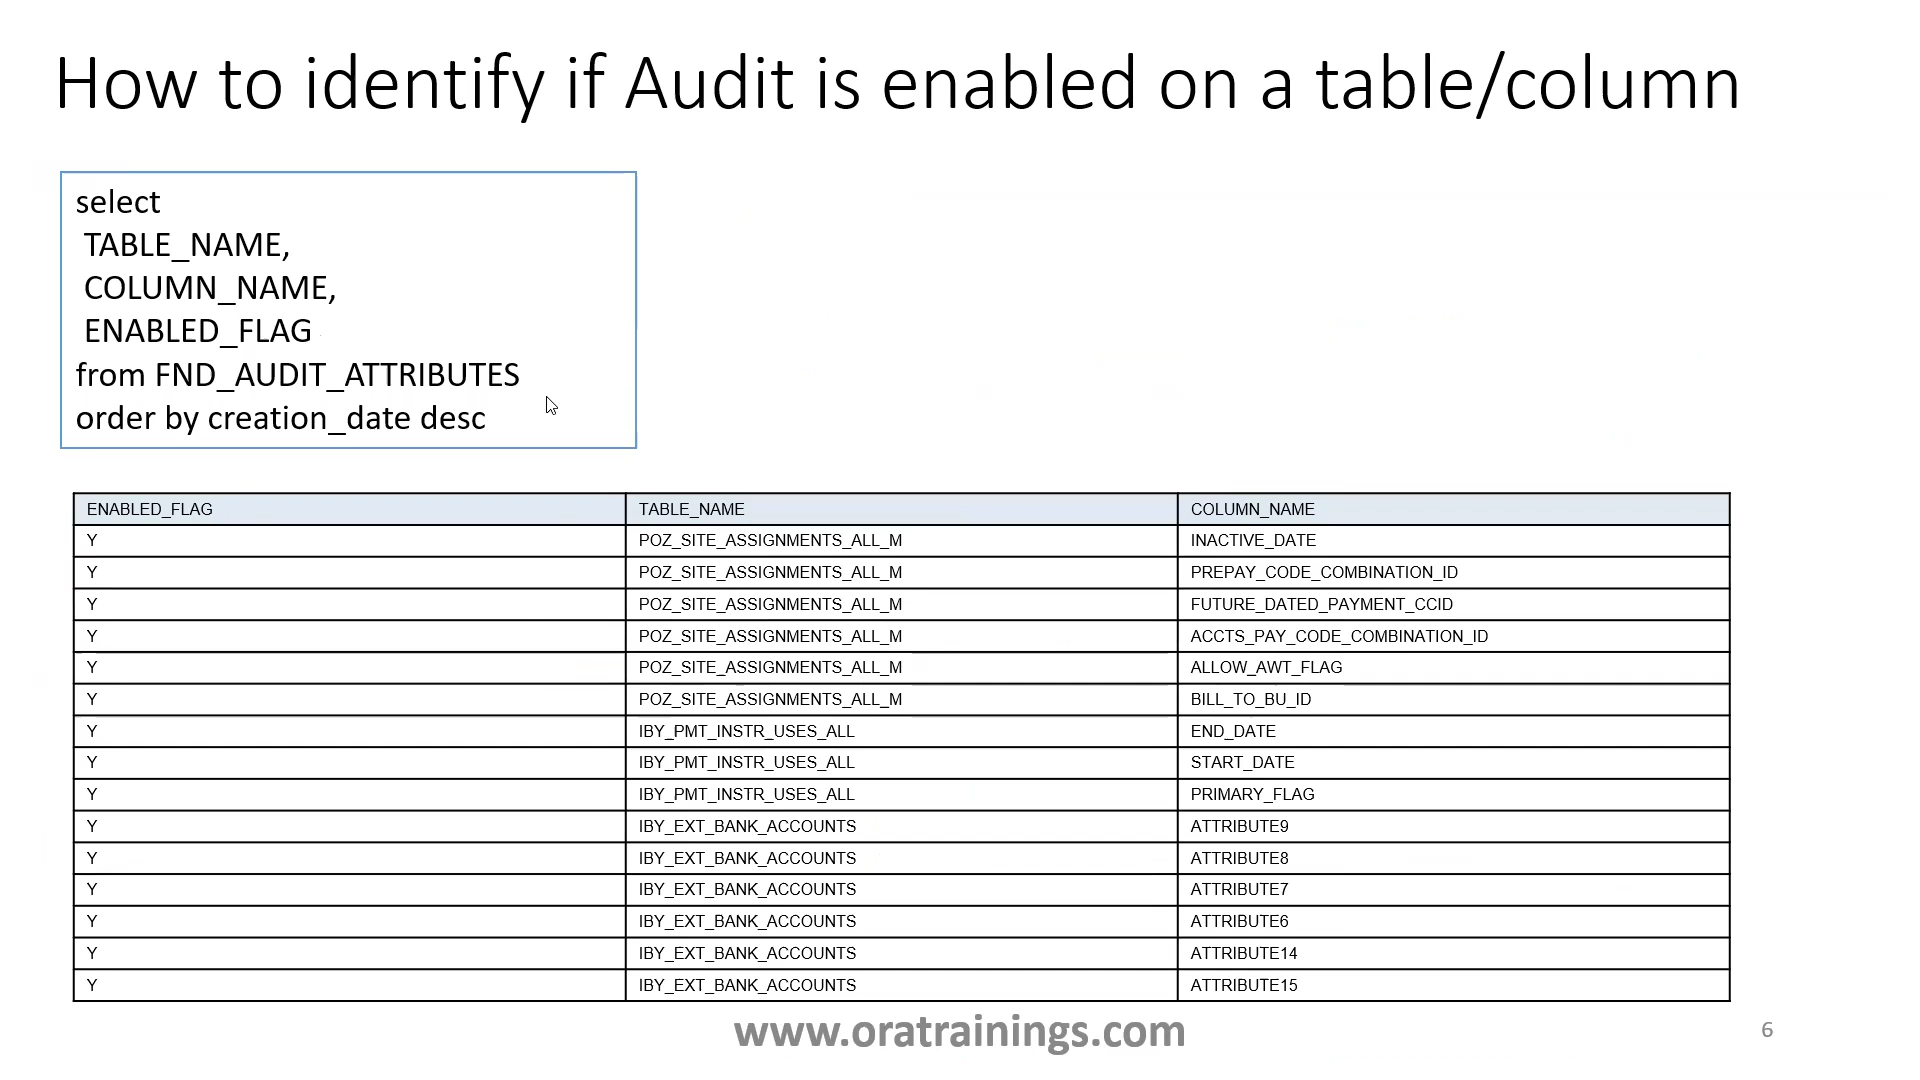 How to identify if Audit is enabled on a table/column
select
TABLE_NAME,
COLUMN_NAME,
ENABLED_FLAG
from FND_AUDIT_ATTRIBUTES
order by creation_date desc
ENABLED_FLAG TABLE_NAME COLUMN_NAME
Y POZ_SITE_ASSIGNMENTS_ALL_M INACTIVE_DATE
Y POZ_SITE_ASSIGNMENTS_ALL_M PREPAY_CODE_COMBINATION_ID
Y POZ_SITE_ASSIGNMENTS_ALL_M FUTURE_DATED_PAYMENT_CCID
Y POZ_SITE_ASSIGNMENTS_ALL_M ACCTS_PAY_CODE_COMBINATION_ID
Y POZ_SITE_ASSIGNMENTS_ALL_M ALLOW_AWT_FLAG
Y POZ_SITE_ASSIGNMENTS_ALL_M BILL_TO_BU_ID
Y IBY_PMT_INSTR_USES_ALL END_DATE
Y IBY_PMT_INSTR_USES_ALL START_DATE
Y IBY_PMT_INSTR_USES_ALL PRIMARY_FLAG
Y IBY_EXT_BANK_ACCOUNTS ATTRIBUTE9
Y IBY_EXT_BANK_ACCOUNTS ATTRIBUTE8
Y IBY_EXT_BANK_ACCOUNTS ATTRIBUTE7
Y IBY_EXT_BANK_ACCOUNTS ATTRIBUTE6
Y IBY_EXT_BANK_ACCOUNTS ATTRIBUTE14
Y IBY_EXT_BANK_ACCOUNTS ATTRIBUTE15
www.oratrainings.com
6